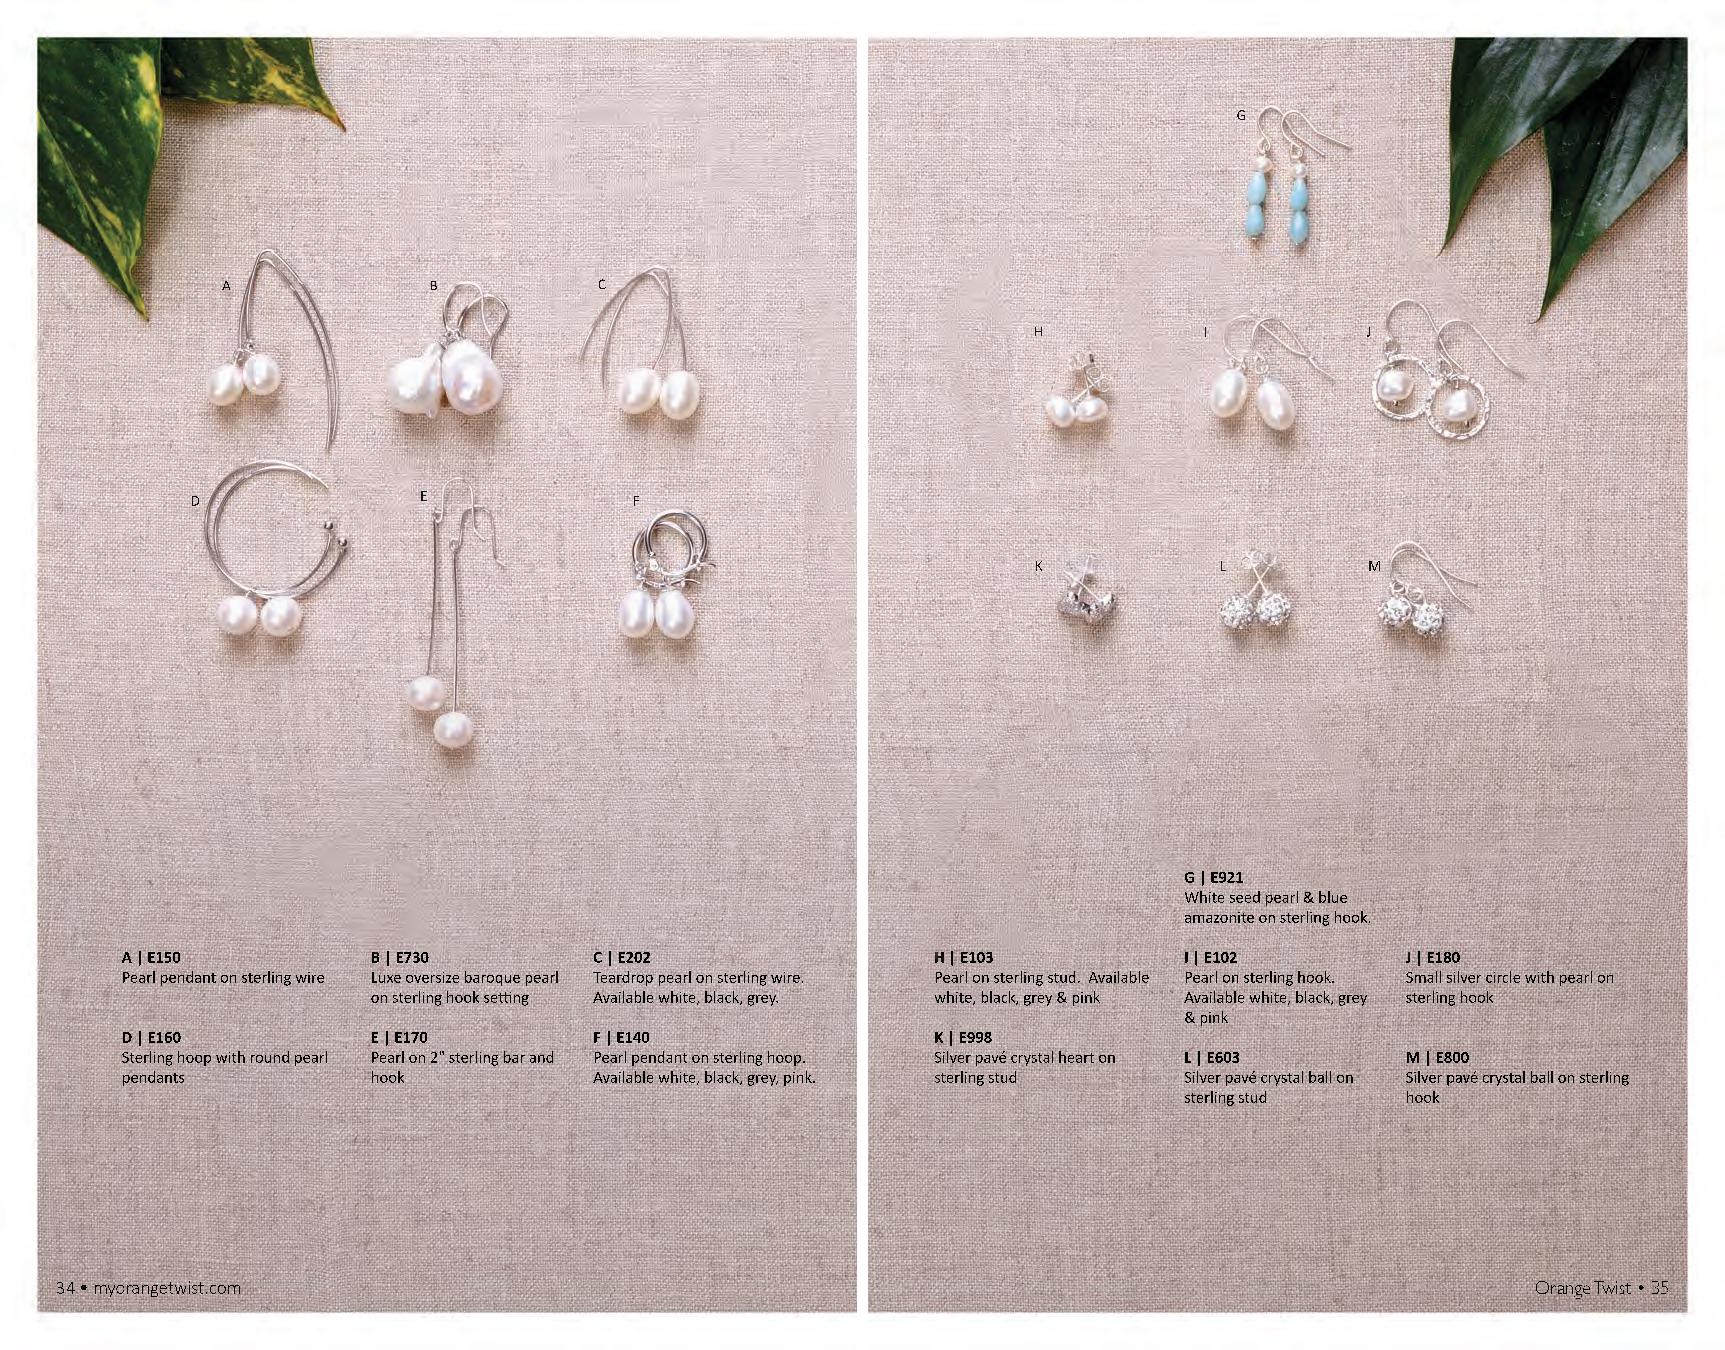 A
B
C
D
E
F
A | E150
Pearl pendant on sterling wire
B | E730
Luxe oversize baroque pearl
on sterling hook setting
C | E202
Teardrop pearl on sterling wire.
Available white, black, grey.
D | E160
Sterling hoop with round pearl
pendants
E | E170
Pearl on 2" sterling bar and
hook
F | E140
Pearl pendant on sterling hoop.
Available white, black, grey, pink.
34 • myorangetwist.com
G
H
I
J
K
L
M
G | E921
White seed pearl & blue
amazonite on sterling hook.
H | E103
Pearl on sterling stud. Available
white, black, grey & pink
I | E102
Pearl on sterling hook.
Available white, black, grey
& pink
J | E180
Small silver circle with pearl on
sterling hook
K | E998
Silver pavé crystal heart on
sterling stud
L | E603
Silver pavé crystal ball on
sterling stud
M | E800
Silver pavé crystal ball on sterling
hook
Orange Twist • 35